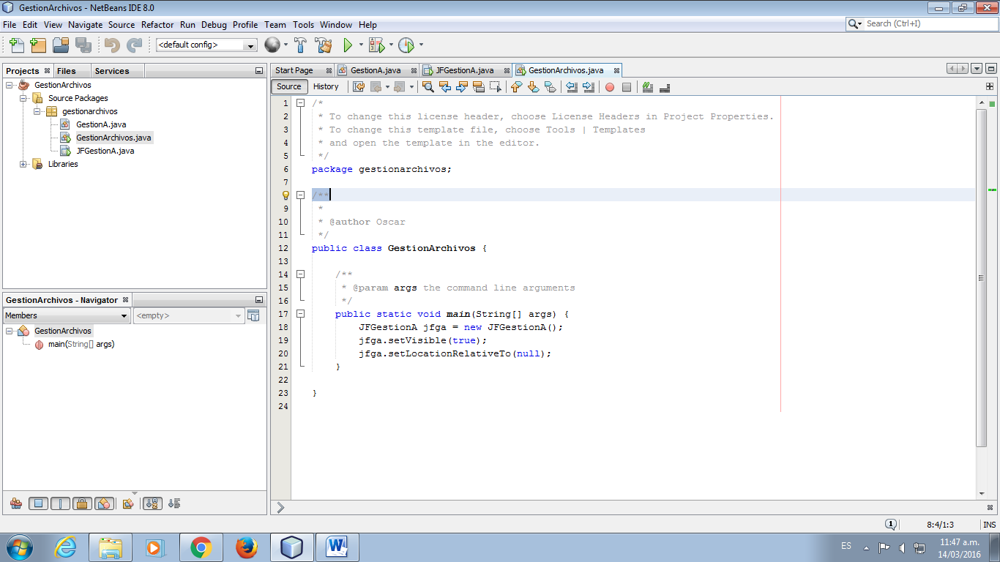 GestionArchivos - NetBeans IDE 8.0
File Edit View Navigate Source Refactor Run Debug Profile Team Tools Window Help
Search (Ctrl+I)
<default config>
Projects Files Services
GestionArchivos
Source Packages
gestionarchivos
GestionA.java
GestionArchivos.java
JFGestionA.java
Libraries
GestionArchivos - Navigator
Members <empty>
GestionArchivos
main(String[] args)
Start Page GestionA.java JFGestionA.java GestionArchivos.java
Source History
1 /*
2 * To change this license header, choose License Headers in Project Properties.
3 * To change this template file, choose Tools | Templates
4 * and open the template in the editor.
5 */
6 package gestionarchivos;
7
/**
9 *
10 * @author Oscar
11 */
12 public class GestionArchivos {
13
14 /**
15 * @param args the command line arguments
16 */
17 public static void main(String[] args) {
18 JFGestionA jfga = new JFGestionA();
19 jfga.setVisible(true);
20 jfga.setLocationRelativeTo(null);
21 }
22
23 }
24
1 8:4/1:3 INS
ES
11:47 a.m.
14/03/2016